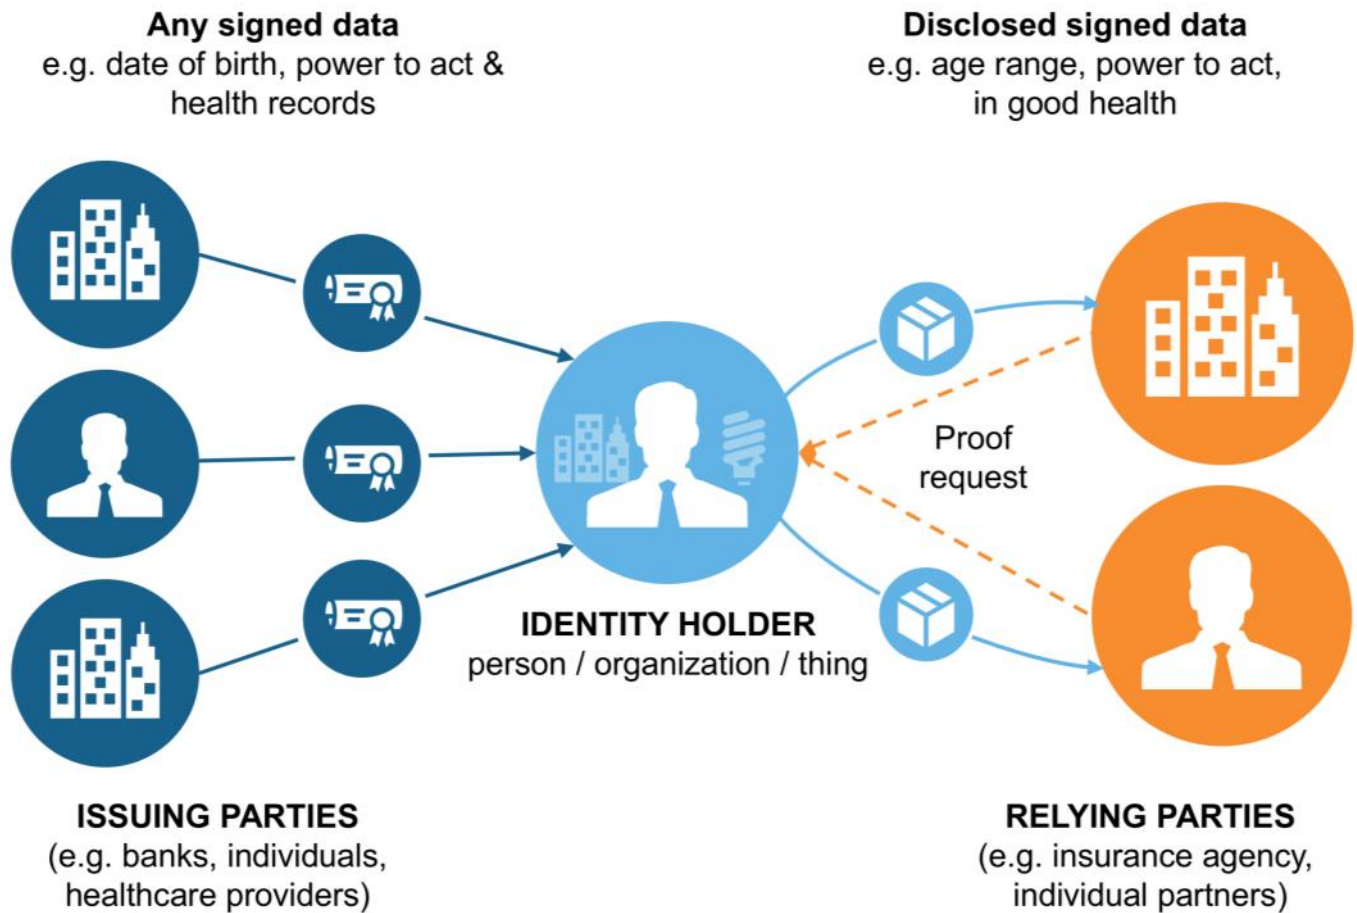 Any signed data
e.g. date of birth, power to act &
health records
Disclosed signed data
e.g. age range, power to act,
in good health
Proof
request
IDENTITY HOLDER
person / organization / thing
ISSUING PARTIES
(e.g. banks, individuals,
healthcare providers)
RELYING PARTIES
(e.g. insurance agency,
individual partners)